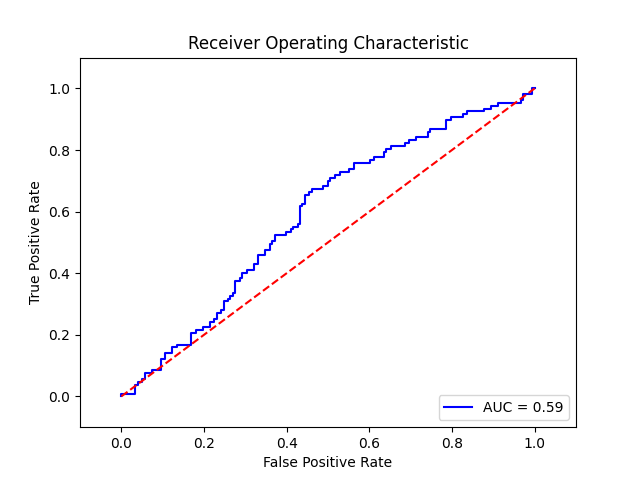 Receiver Operating Characteristic
True Positive Rate
1.0
0.8
0.6
0.4
0.2
0.0
AUC = 0.59
0.0 0.2 0.4 0.6 0.8 1.0
False Positive Rate